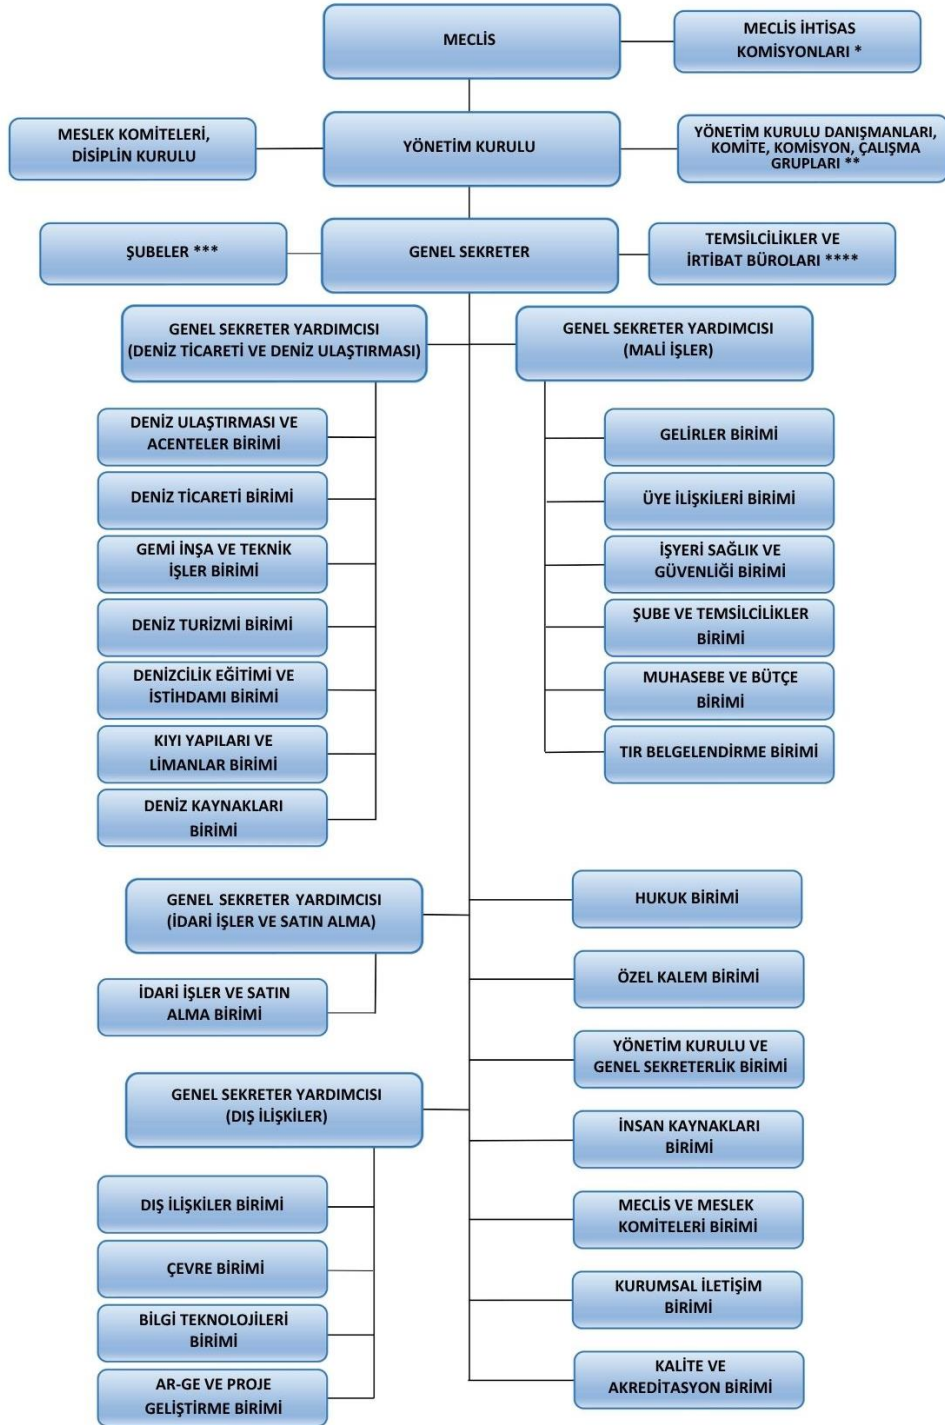 MECLİS
MECLİS İHTİSAS
KOMİSYONLARI *
MESLEK KOMİTELERİ,
DİSİPLİN KURULU
YÖNETİM KURULU
YÖNETİM KURULU DANIŞMANLARI,
KOMİTE, KOMİSYON, ÇALIŞMA
GRUPLARI **
ŞUBELER ***
GENEL SEKRETER
TEMSİLCİLİKLER VE
İRTİBAT BÜROLARI ****
GENEL SEKRETER YARDIMCISI
(DENİZ TİCARETİ VE DENİZ ULAŞTIRMASI)
GENEL SEKRETER YARDIMCISI
(MALİ İŞLER)
DENİZ ULAŞTIRMASI VE
ACENTELER BİRİMİ
DENİZ TİCARETİ BİRİMİ
GEMİ İNŞA VE TEKNİK
İŞLER BİRİMİ
DENİZ TURİZMİ BİRİMİ
DENİZCİLİK EĞİTİMİ VE
İSTİHDAMI BİRİMİ
KIYI YAPILARI VE
LİMANLAR BİRİMİ
DENİZ KAYNAKLARI
BİRİMİ
GELİRLER BİRİMİ
ÜYE İLİŞKİLERİ BİRİMİ
İŞYERİ SAĞLIK VE
GÜVENLİĞİ BİRİMİ
ŞUBE VE TEMSİLCİLİKLER
BİRİMİ
MUHASEBE VE BÜTÇE
BİRİMİ
TIR BELGELENDİRME BİRİMİ
GENEL SEKRETER YARDIMCISI
(İDARİ İŞLER VE SATIN ALMA)
İDARİ İŞLER VE SATIN
ALMA BİRİMİ
GENEL SEKRETER YARDIMCISI
(DIŞ İLİŞKİLER)
DIŞ İLİŞKİLER BİRİMİ
ÇEVRE BİRİMİ
BİLGİ TEKNOLOJİLERİ
BİRİMİ
AR-GE VE PROJE
GELİŞTİRME BİRİMİ
HUKUK BİRİMİ
ÖZEL KALEM BİRİMİ
YÖNETİM KURULU VE
GENEL SEKRETERLİK BİRİMİ
İNSAN KAYNAKLARI
BİRİMİ
MECLİS VE MESLEK
KOMİTELERİ BİRİMİ
KURUMSAL İLETİŞİM
BİRİMİ
KALİTE VE
AKREDİTASYON BİRİMİ